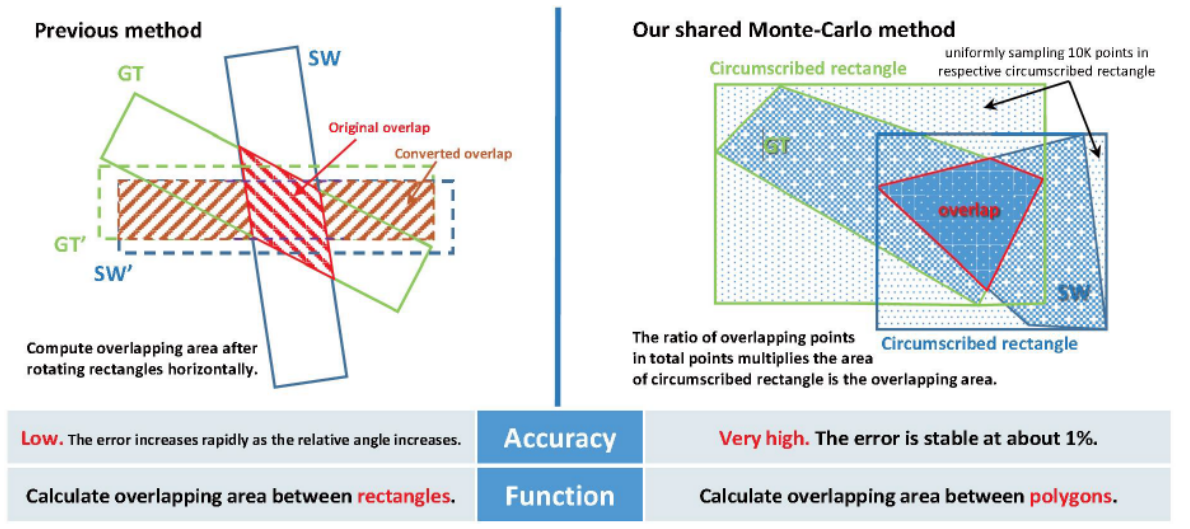 Previous method
GT
SW
Original overlap
Converted overlap
GT'
SW'
Compute overlapping area after
rotating rectangles horizontally.
Our shared Monte-Carlo method
uniformly sampling 10K points in
respective circumscribed rectangle
Circumscribed rectangle
GT
overlap
SW
Circumscribed rectangle
The ratio of overlapping points
in total points multiplies the area
of circumscribed rectangle is the overlapping area.
Low. The error increases rapidly as the relative angle increases.
Accuracy
Very high. The error is stable at about 1%.
Calculate overlapping area between rectangles.
Function
Calculate overlapping area between polygons.